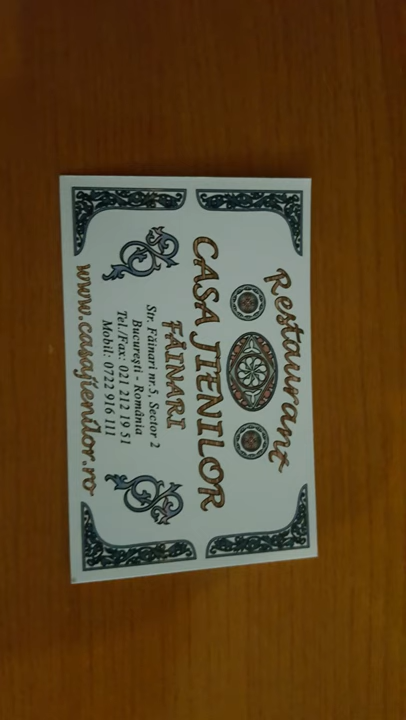 Restaurant
CASA JIENILOR
FĂINARI
Str. Făinari nr.5, Sector 2
Bucureşti - România
Tel./Fax: 021 212 19 51
Mobil: 0722 916 111
www.casajienilor.ro